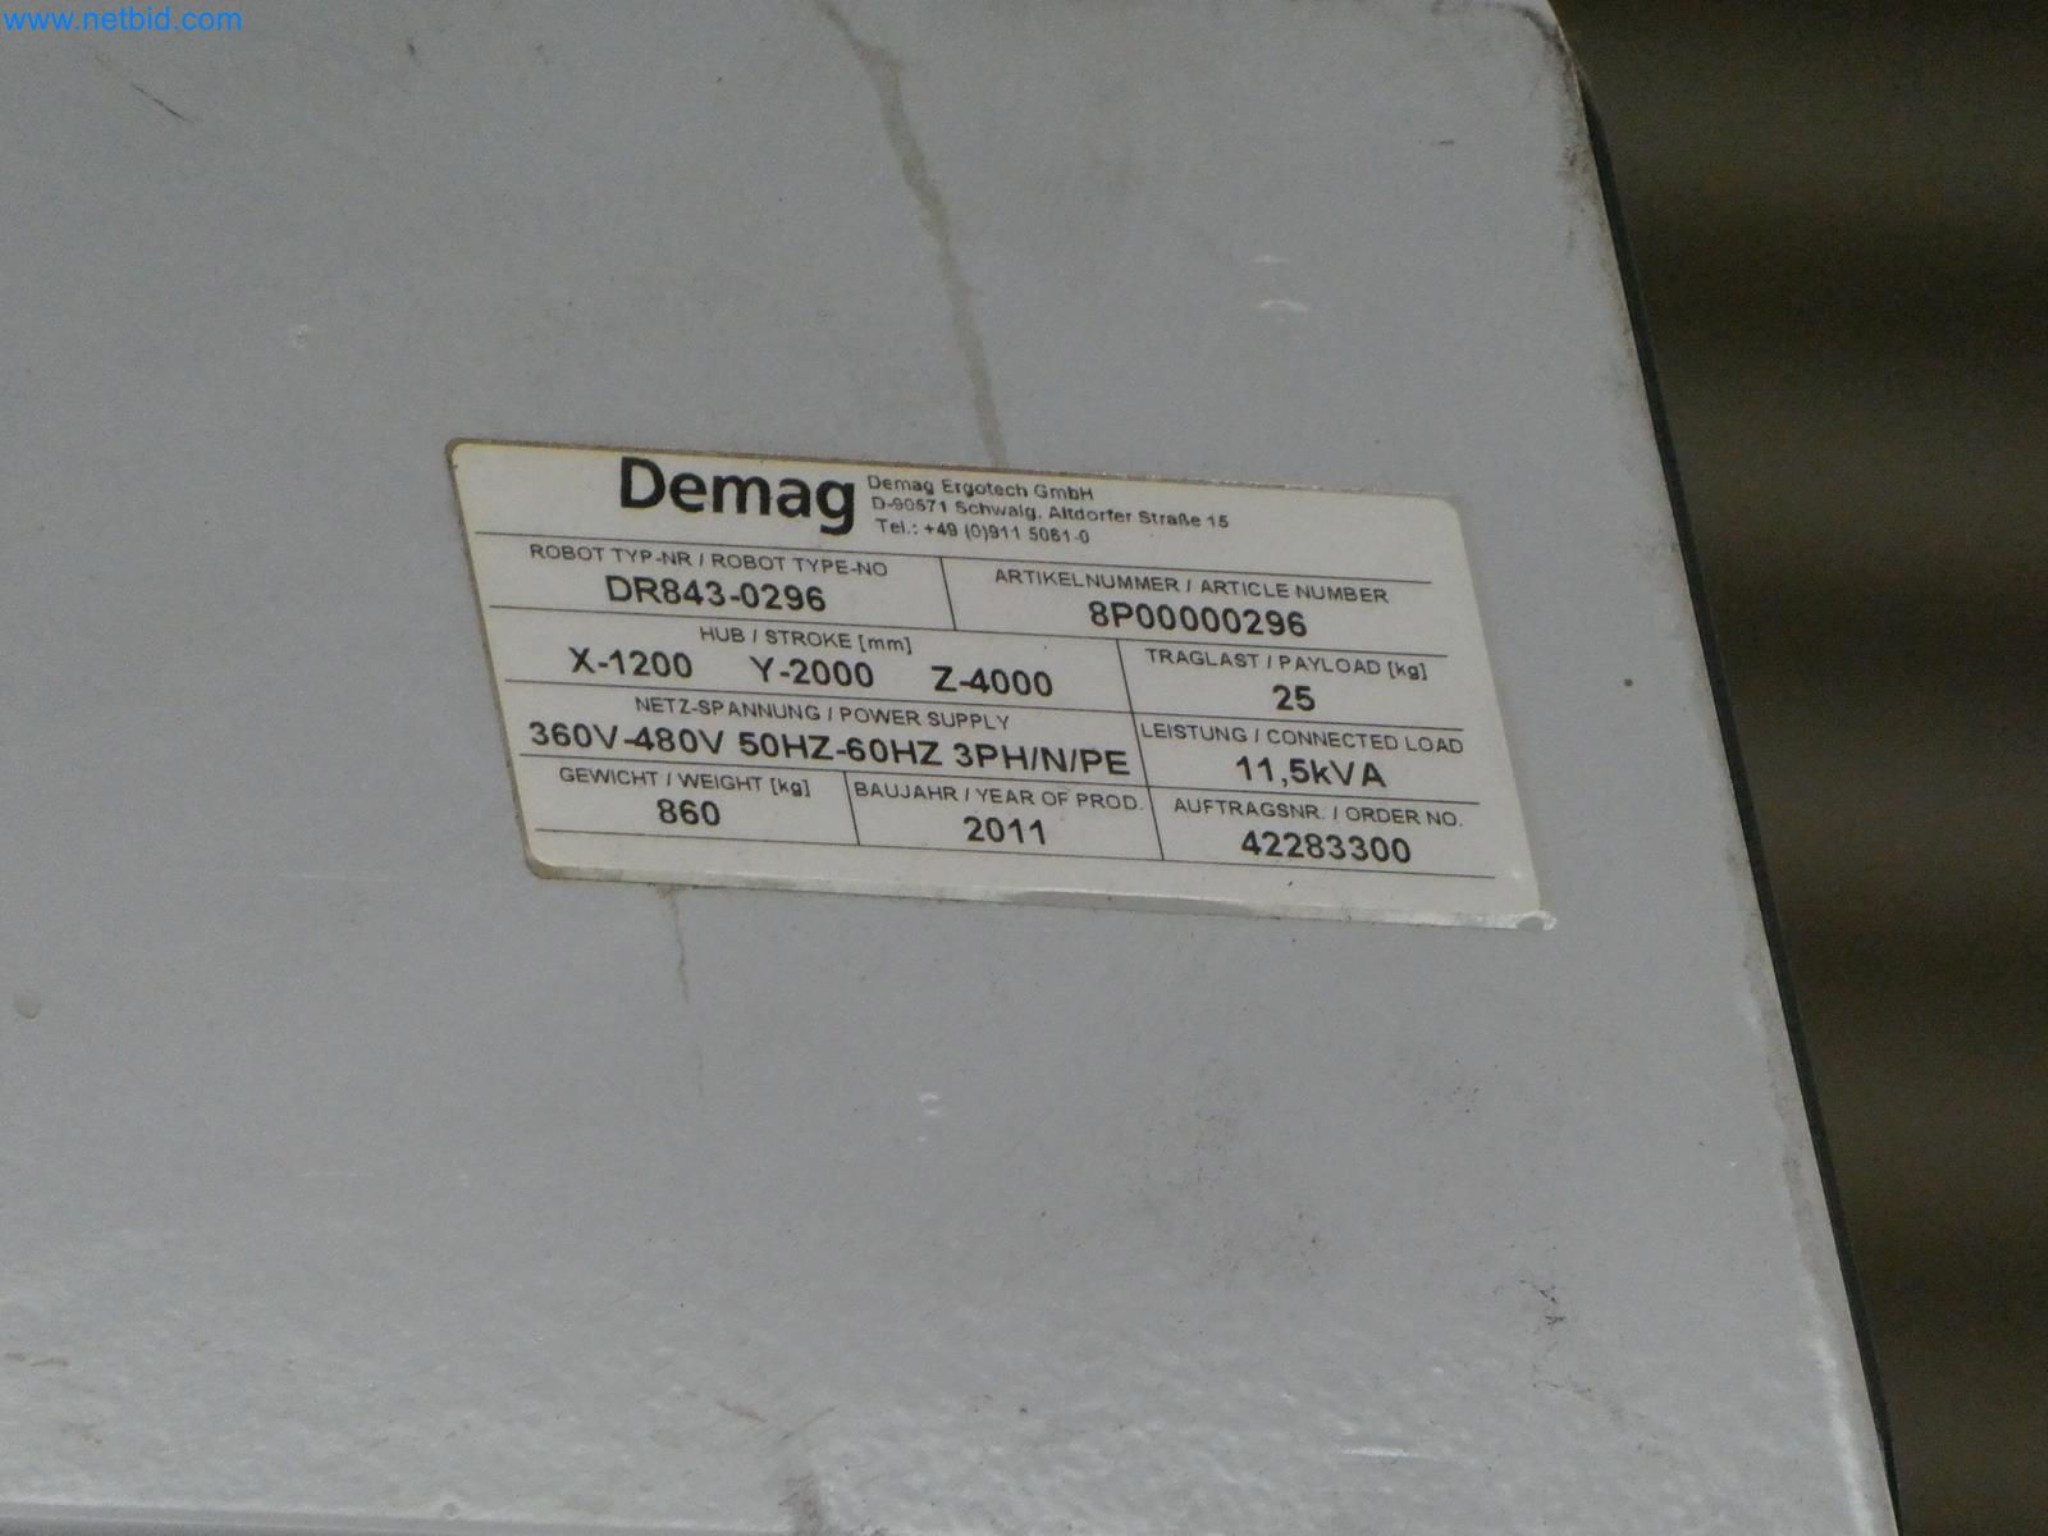 www.netbid.com
Demag
Demag Ergotech GmbH
D-90571 Schwaig, Altdorfer Straße 15
Tel.: +49 (0)911 5061-0
ROBOT TYP-NR / ROBOT TYPE-NO
DR843-0296
ARTIKELNUMMER / ARTICLE NUMBER
8P00000296
HUB / STROKE [mm]
X-1200 Y-2000 Z-4000
TRAGLAST / PAYLOAD [kg]
25
NETZ-SPANNUNG / POWER SUPPLY
360V-480V 50HZ-60HZ 3PH/N/PE
LEISTUNG / CONNECTED LOAD
11,5kVA
GEWICHT / WEIGHT [kg]
860
BAUJAHR / YEAR OF PROD.
2011
AUFTRAGSNR. / ORDER NO.
42283300